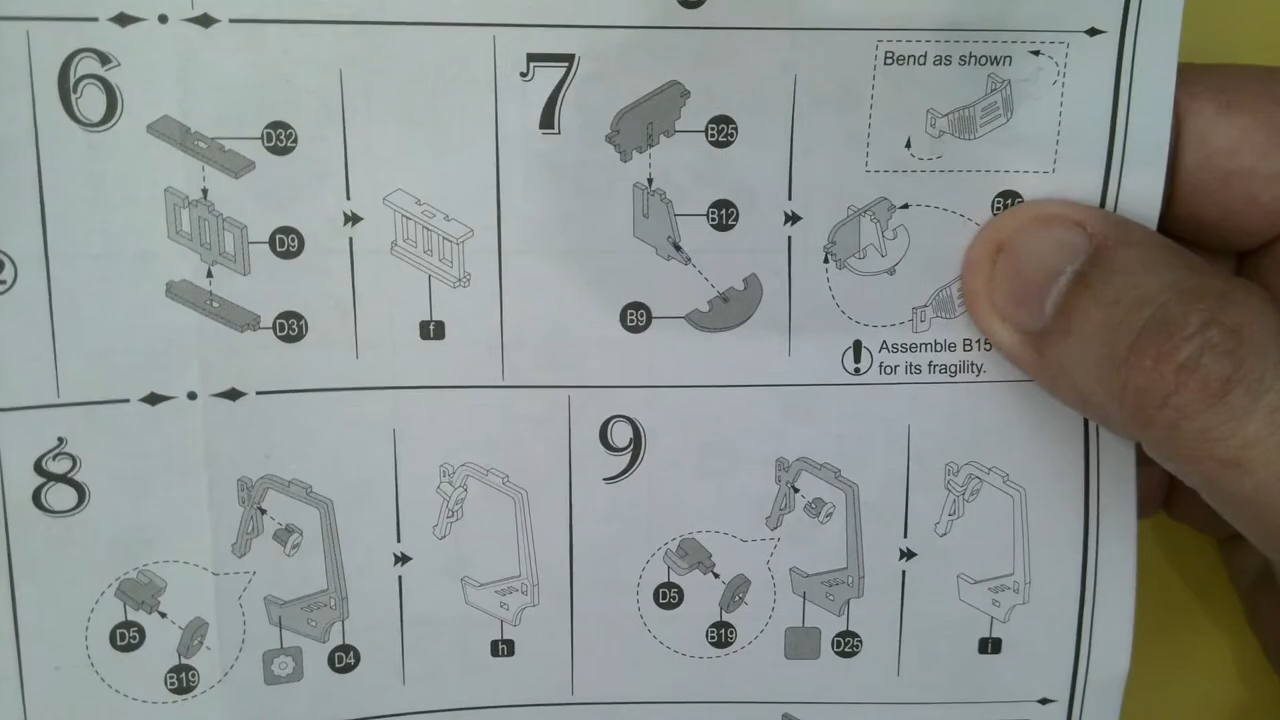 6
D32
D9
D31
f
7
Bend as shown
B25
B12
B9
B15
Assemble B15
for its fragility.
8
D5
B19
D4
h
9
D5
B19
D25
i